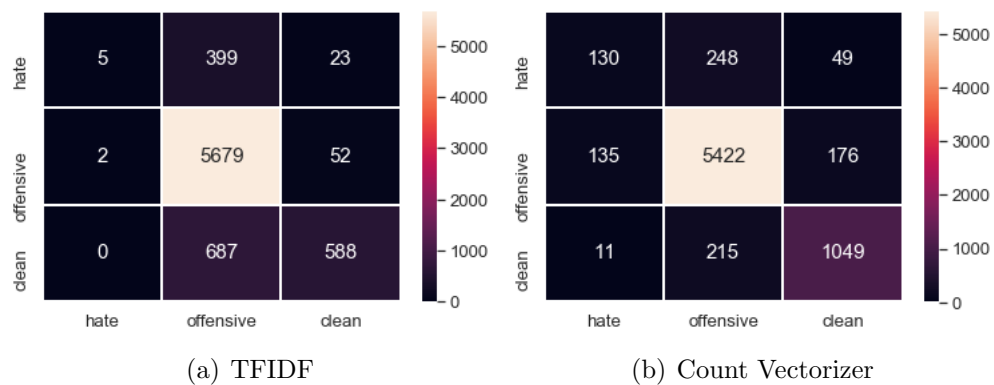 hate 5 399 23
offensive 2 5679 52
clean 0 687 588
hate offensive clean
5000
4000
3000
2000
1000
0
(a) TFIDF
hate 130 248 49
offensive 135 5422 176
clean 11 215 1049
hate offensive clean
5000
4000
3000
2000
1000
0
(b) Count Vectorizer